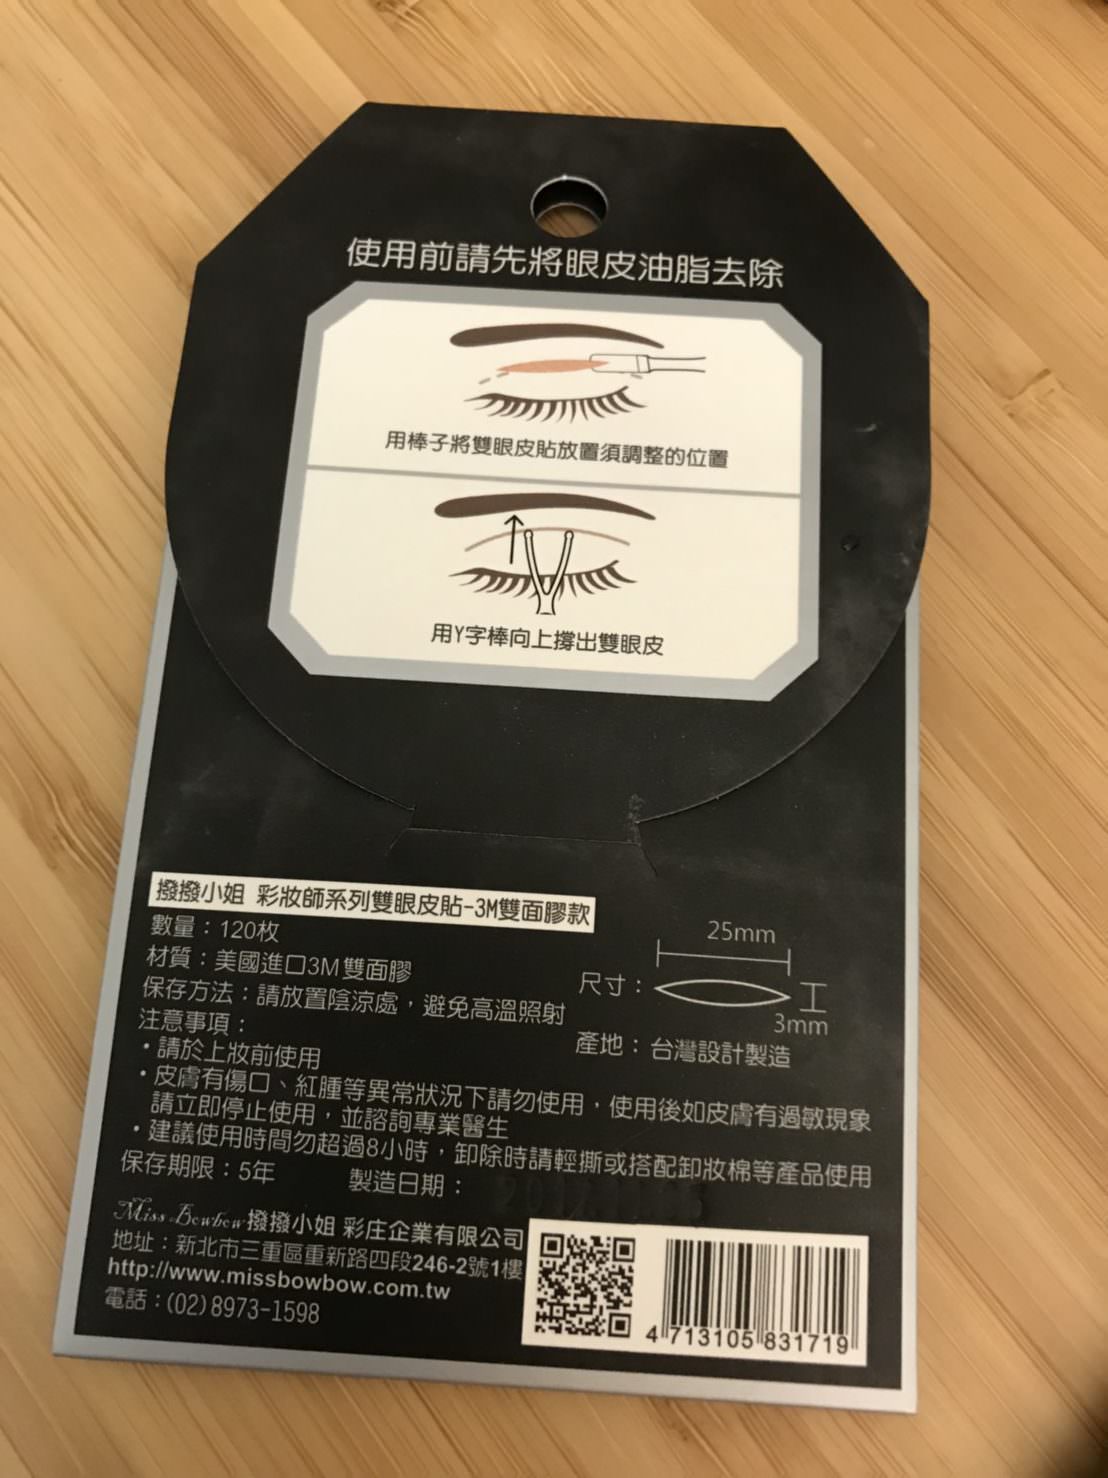 使用前請先將眼皮油脂去除
用棒子將雙眼皮貼放置須調整的位置
用Y字棒向上撐出雙眼皮
撥撥小姐 彩妝師系列雙眼皮貼-3M雙面膠款
數量：120枚
材質：美國進口3M雙面膠
保存方法：請放置陰涼處，避免高溫照射
尺寸：
25mm
3mm
產地：台灣設計製造
注意事項：
・請於上妝前使用
・皮膚有傷口、紅腫等異常狀況下請勿使用，使用後如皮膚有過敏現象
請立即停止使用，並諮詢專業醫生
・建議使用時間勿超過8小時，卸除時請輕撕或搭配卸妝棉等產品使用
保存期限：5年 製造日期：
Miss Bowbow 撥撥小姐 彩庄企業有限公司
地址：新北市三重區重新路四段246-2號1樓
http://www.missbowbow.com.tw
電話：(02)8973-1598
4 713105 831719